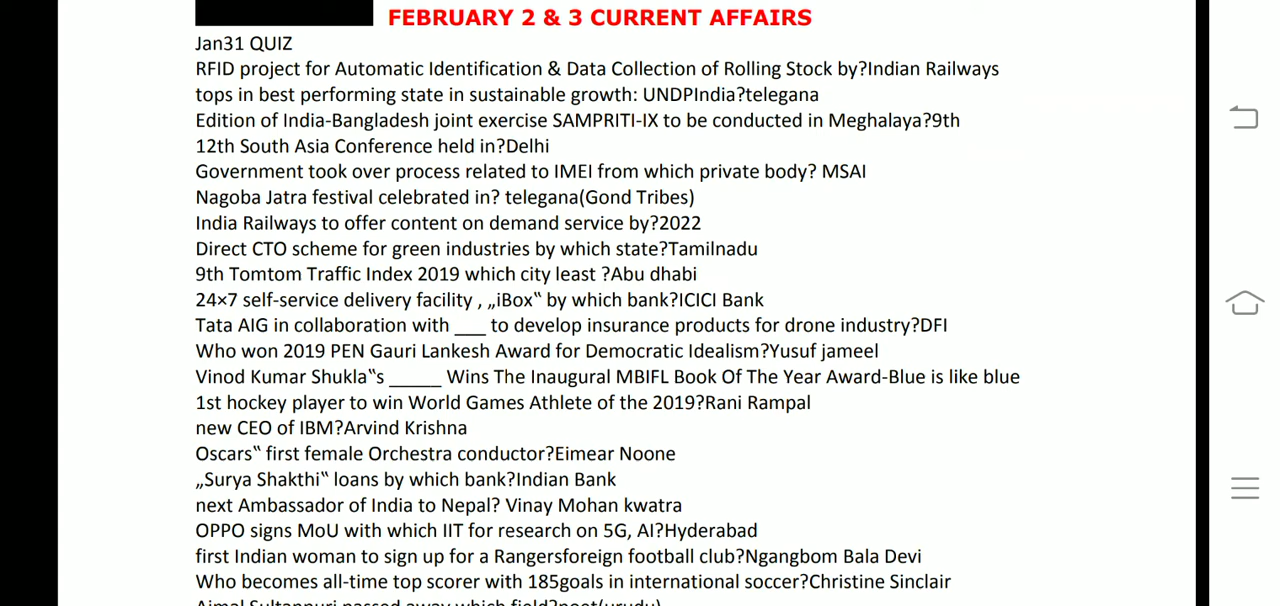 FEBRUARY 2 & 3 CURRENT AFFAIRS
Jan31 QUIZ
RFID project for Automatic Identification & Data Collection of Rolling Stock by?Indian Railways
tops in best performing state in sustainable growth: UNDPIndia?telegana
Edition of India-Bangladesh joint exercise SAMPRITI-IX to be conducted in Meghalaya?9th
12th South Asia Conference held in?Delhi
Government took over process related to IMEI from which private body? MSAI
Nagoba Jatra festival celebrated in? telegana(Gond Tribes)
India Railways to offer content on demand service by?2022
Direct CTO scheme for green industries by which state?Tamilnadu
9th Tomtom Traffic Index 2019 which city least ?Abu dhabi
24×7 self-service delivery facility , „iBox‟ by which bank?ICICI Bank
Tata AIG in collaboration with ___ to develop insurance products for drone industry?DFI
Who won 2019 PEN Gauri Lankesh Award for Democratic Idealism?Yusuf jameel
Vinod Kumar Shukla‟s _____ Wins The Inaugural MBIFL Book Of The Year Award-Blue is like blue
1st hockey player to win World Games Athlete of the 2019?Rani Rampal
new CEO of IBM?Arvind Krishna
Oscars‟ first female Orchestra conductor?Eimear Noone
„Surya Shakthi‟ loans by which bank?Indian Bank
next Ambassador of India to Nepal? Vinay Mohan kwatra
OPPO signs MoU with which IIT for research on 5G, AI?Hyderabad
first Indian woman to sign up for a Rangersforeign football club?Ngangbom Bala Devi
Who becomes all-time top scorer with 185goals in international soccer?Christine Sinclair
Ajmal Sultanpuri passed away which field?poet(urudu)